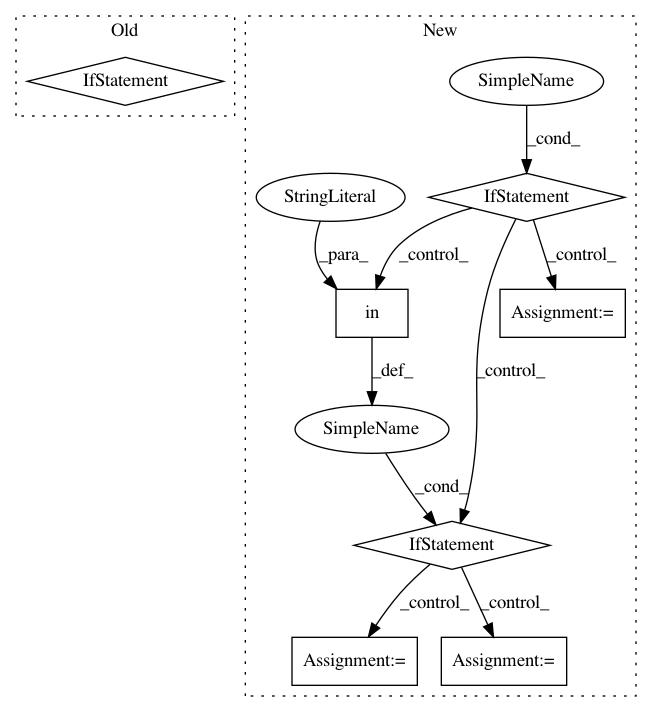 Old
New
IfStatement
SimpleName
_cond_
StringLiteral
IfStatement
_para_
_control_
_control_
in
Assignment:=
_def_
_control_
SimpleName
_cond_
IfStatement
_control_
_control_
Assignment:=
Assignment:=